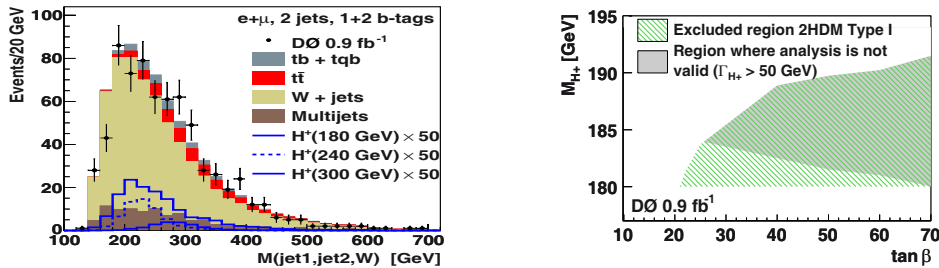 e+μ, 2 jets, 1+2 b-tags
Events/20 GeV
DØ 0.9 fb⁻¹
tb + tqb
tt̄
W + jets
Multijets
H⁺(180 GeV) × 50
H⁺(240 GeV) × 50
H⁺(300 GeV) × 50
100
80
60
40
20
0
100 200 300 400 500 600 700
M(jet1,jet2,W) [GeV]
M_H+ [GeV]
195
190
185
180
Excluded region 2HDM Type I
Region where analysis is not
valid (Γ_H+ > 50 GeV)
DØ 0.9 fb⁻¹
10 20 30 40 50 60 70
tan β